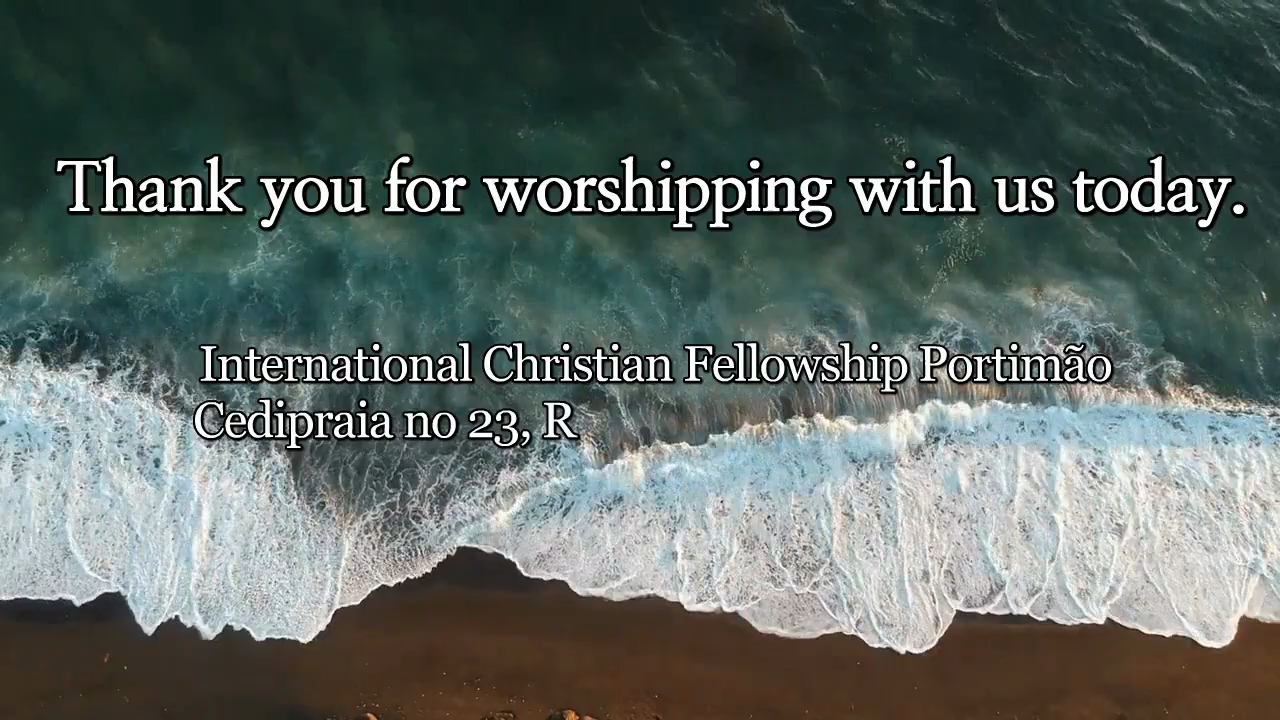 Thank you for worshipping with us today.
International Christian Fellowship Portimão
Cedipraia no 23, R